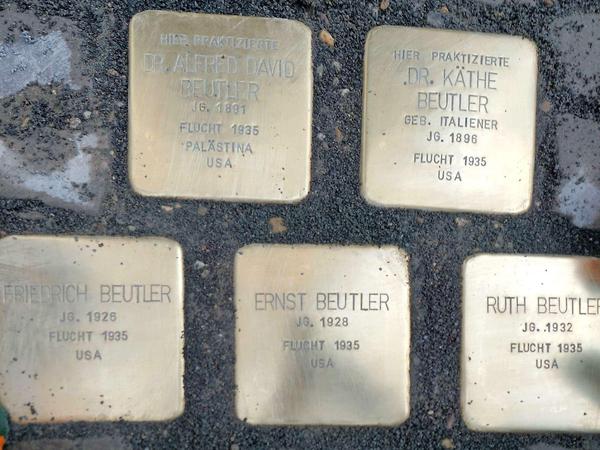 HIER PRAKTIZIERTE
DR. ALFRED DAVID
BEUTLER
JG. 1891
FLUCHT 1935
PALÄSTINA
USA
HIER PRAKTIZIERTE
DR. KÄTHE
BEUTLER
GEB. ITALIENER
JG. 1896
FLUCHT 1935
USA
FRIEDRICH BEUTLER
JG. 1926
FLUCHT 1935
USA
ERNST BEUTLER
JG. 1928
FLUCHT 1935
USA
RUTH BEUTLER
JG. 1932
FLUCHT 1935
USA